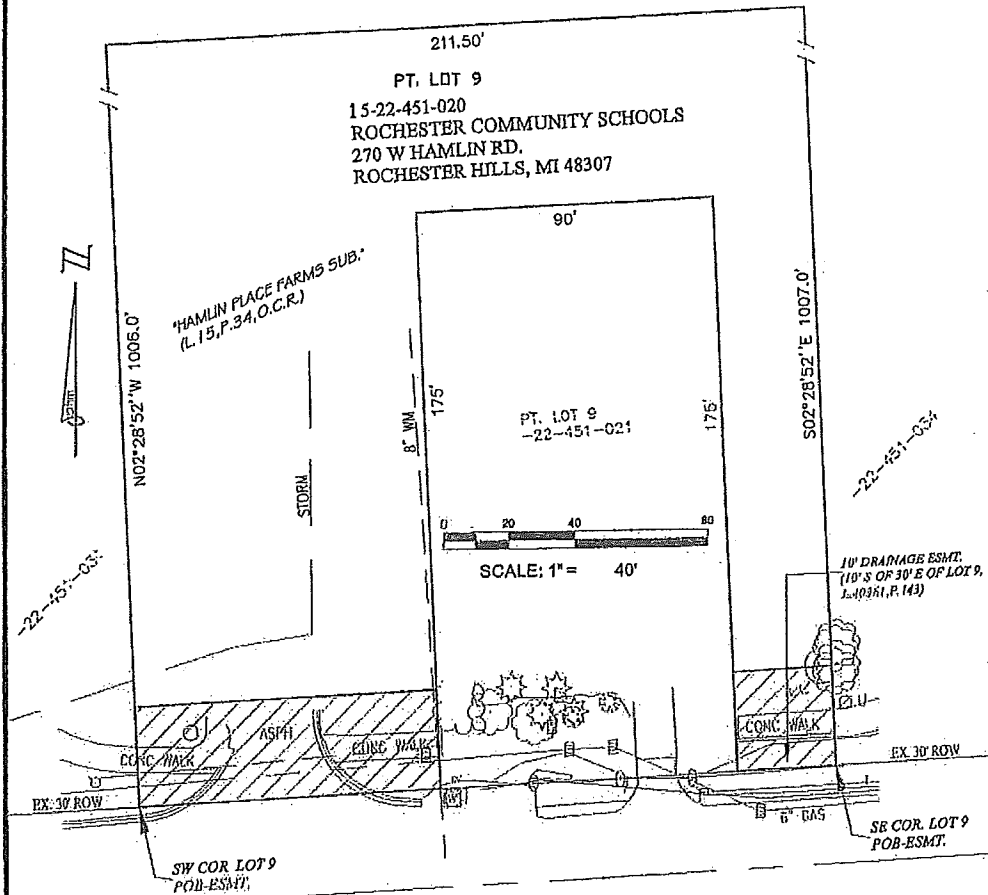 211.50'
PT. LOT 9
15-22-451-020
ROCHESTER COMMUNITY SCHOOLS
270 W HAMLIN RD.
ROCHESTER HILLS, MI 48307
90'
N
"HAMLIN PLACE FARMS SUB."
(L.15,P.34,O.C.R.)
N02°28'52"W 1006.0'
S02°28'52"E 1007.0'
8" WM
175'
175'
PT. LOT 9
-22-451-021
STORM
-22-451-034
0 20 40 80
SCALE: 1" = 40'
10' DRAINAGE ESMT.
(10' S OF 30' E OF LOT 9,
P. 143)
ASPH
CONC WALK
CONC WALK
CONC WALK
EX. 30' ROW
EX. 30' ROW
W
6" GAS
SW COR LOT 9
POB-ESMT.
SE COR. LOT 9
POB-ESMT.